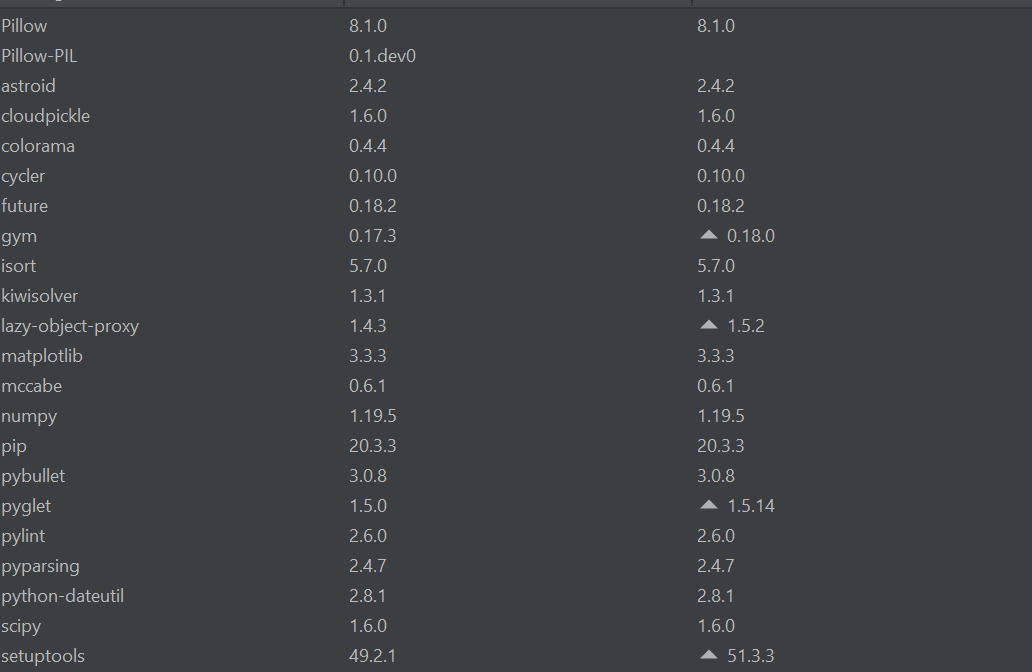 Pillow 8.1.0 8.1.0
Pillow-PIL 0.1.dev0
astroid 2.4.2 2.4.2
cloudpickle 1.6.0 1.6.0
colorama 0.4.4 0.4.4
cycler 0.10.0 0.10.0
future 0.18.2 0.18.2
gym 0.17.3 0.18.0
isort 5.7.0 5.7.0
kiwisolver 1.3.1 1.3.1
lazy-object-proxy 1.4.3 1.5.2
matplotlib 3.3.3 3.3.3
mccabe 0.6.1 0.6.1
numpy 1.19.5 1.19.5
pip 20.3.3 20.3.3
pybullet 3.0.8 3.0.8
pyglet 1.5.0 1.5.14
pylint 2.6.0 2.6.0
pyparsing 2.4.7 2.4.7
python-dateutil 2.8.1 2.8.1
scipy 1.6.0 1.6.0
setuptools 49.2.1 51.3.3